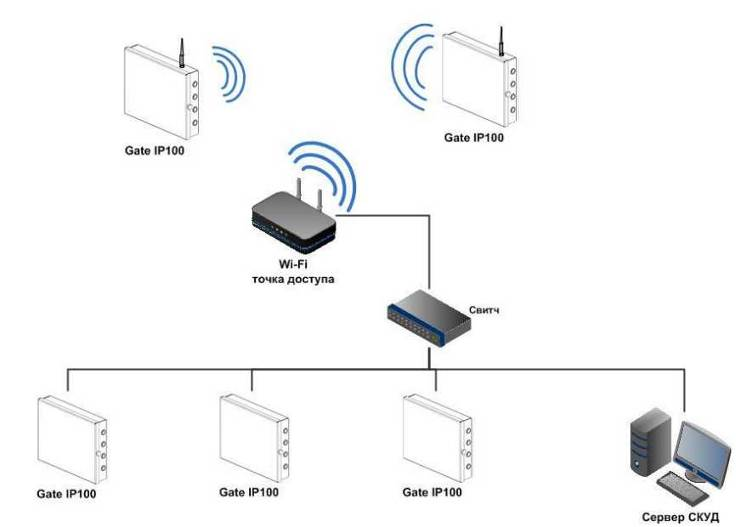 Gate IP100
Gate IP100
Wi-Fi
точка доступа
Свитч
Gate IP100
Gate IP100
Gate IP100
Сервер СКУД